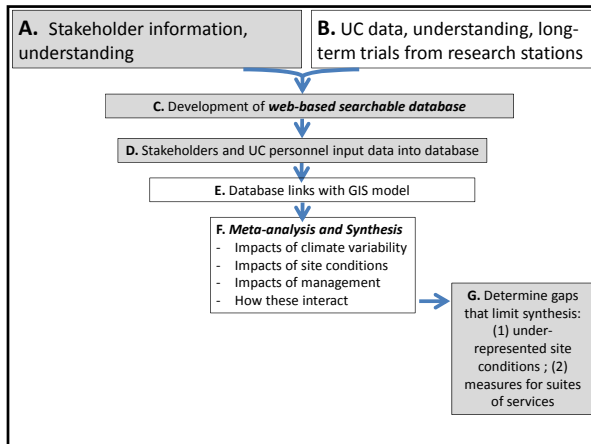 A. Stakeholder information,
understanding
B. UC data, understanding, long-
term trials from research stations
C. Development of web-based searchable database
D. Stakeholders and UC personnel input data into database
E. Database links with GIS model
F. Meta-analysis and Synthesis
- Impacts of climate variability
- Impacts of site conditions
- Impacts of management
- How these interact
G. Determine gaps
that limit synthesis:
(1) under-
represented site
conditions ; (2)
measures for suites
of services